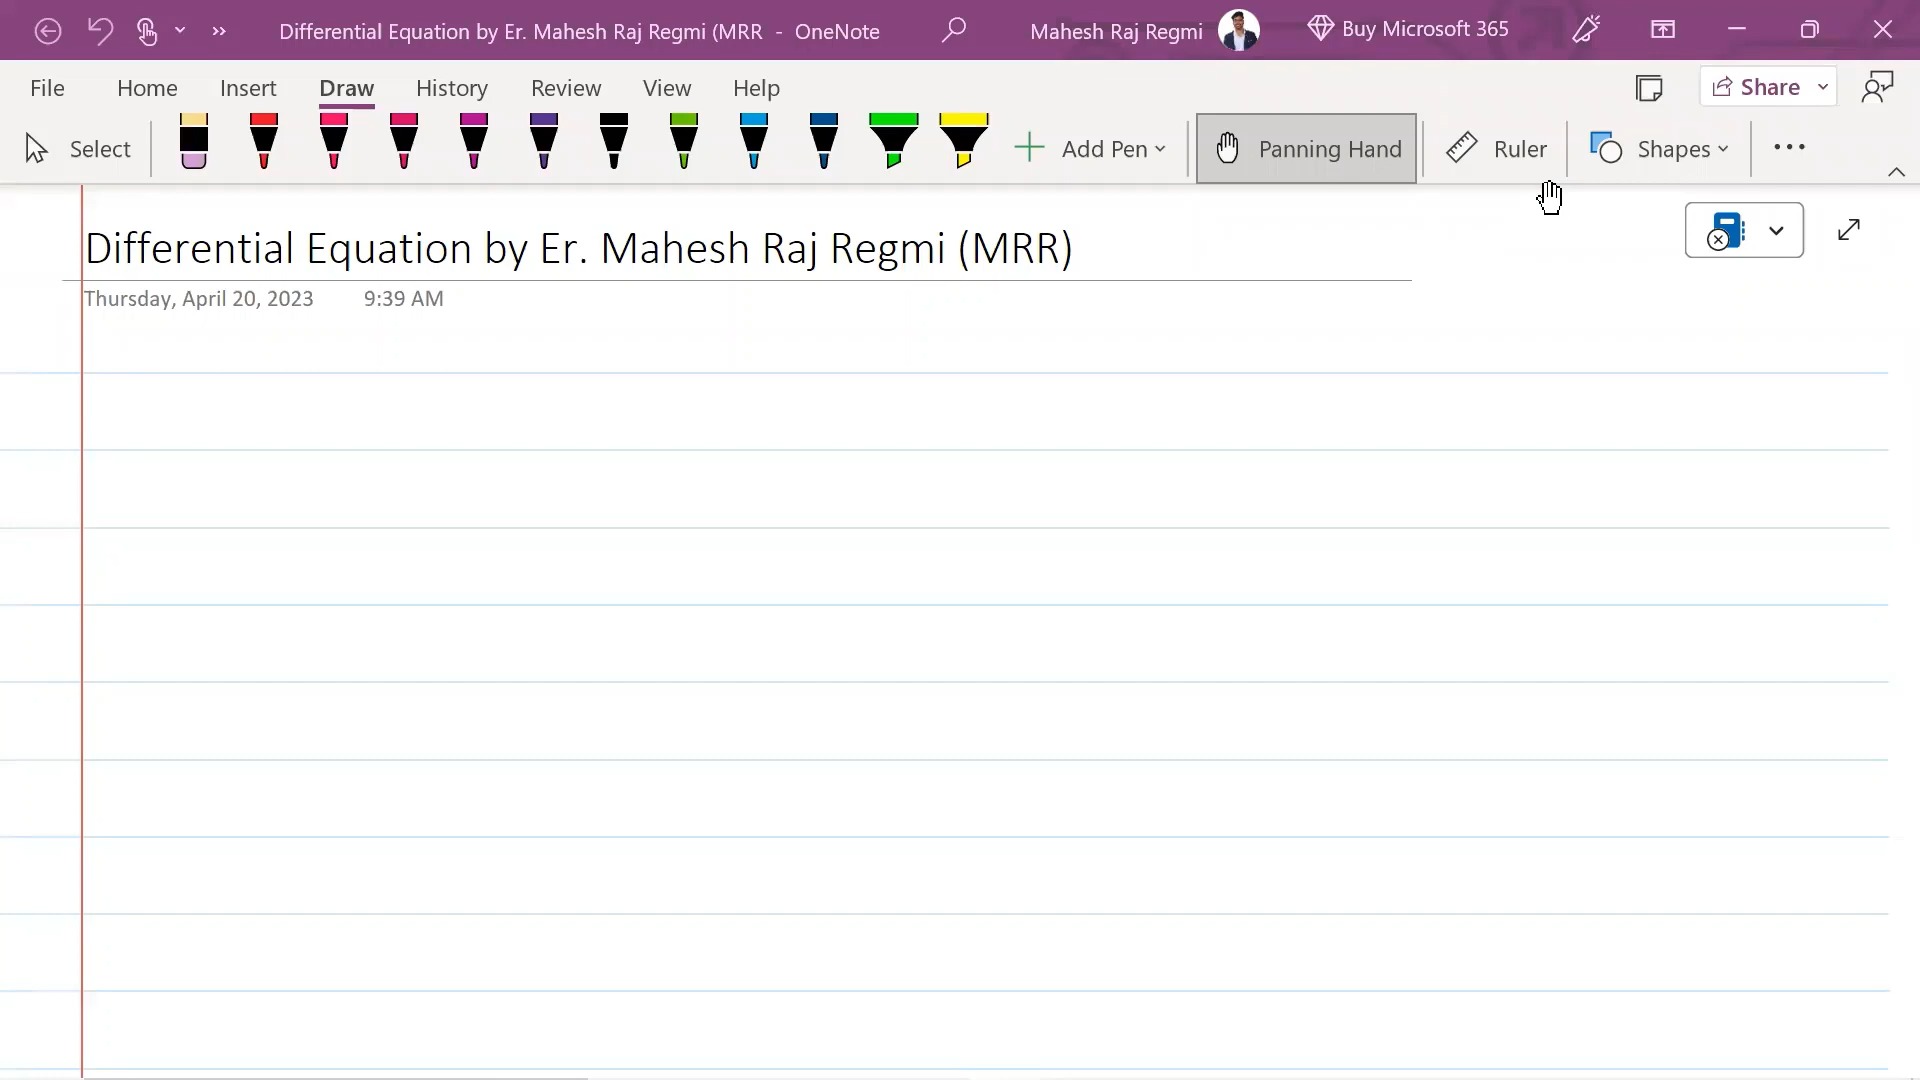 Differential Equation by Er. Mahesh Raj Regmi (MRR - OneNote Mahesh Raj Regmi Buy Microsoft 365
File Home Insert Draw History Review View Help Share
Select Add Pen Panning Hand Ruler Shapes
Differential Equation by Er. Mahesh Raj Regmi (MRR)
Thursday, April 20, 2023 9:39 AM